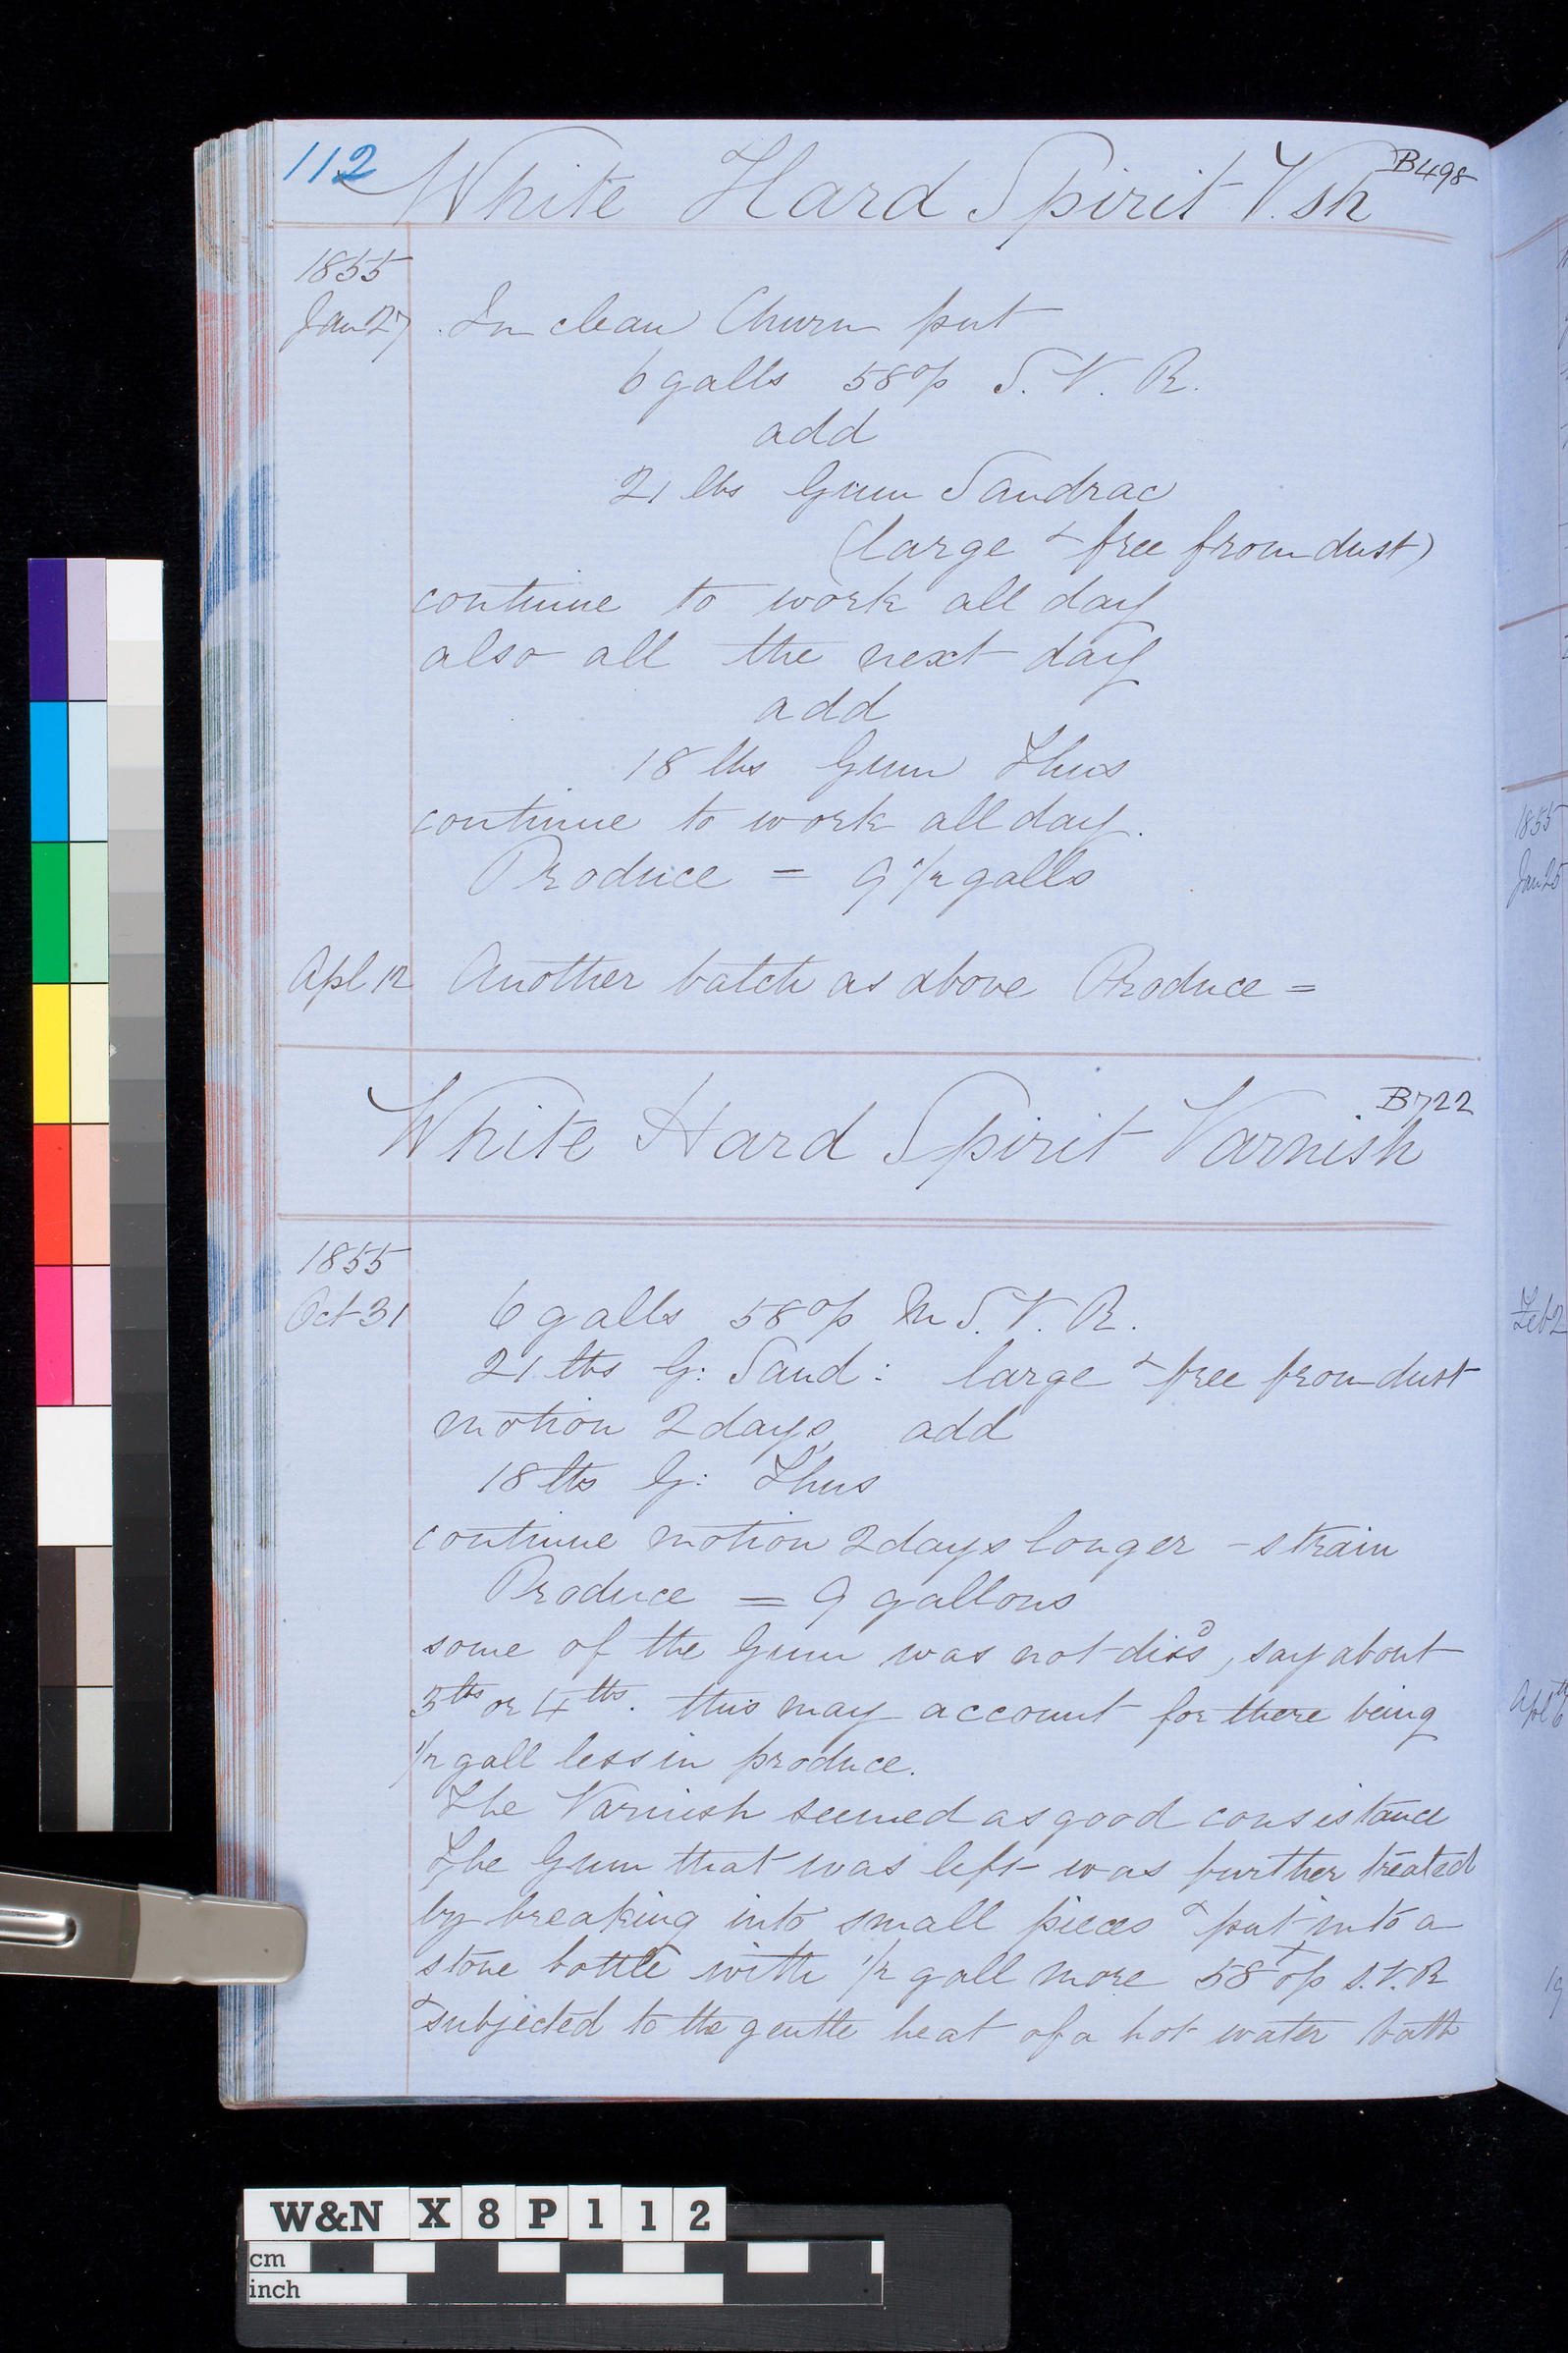 112 White Hard Spirit V.sh B498
1855
Jan 27 . In clean Churn put
6 galls 58 o/p S. V. R.
add
21 lbs Gum Sandrac
(large & free from dust)
continue to work all day
also all the next day
add
18 lbs Gum Thus
continue to work all day.
Produce = 9 1/2 galls
Apl 12 Another batch as above Produce =
White Hard Spirit Varnish B722
1855
Oct 31 6 galls 58 o/p M S. V. R.
21 lbs G: Sand: large & free from dust
motion 2 days, add
18 lbs G: Thus
continue motion 2 days longer - strain
Produce = 9 gallons
some of the Gum was not diss^d, say about
3 lbs or 4 lbs. this may account for there being
1/2 gall less in produce.
The Varnish seemed as good consistance
The Gum that was left was further treated
by breaking into small pieces & put into a
stone bottle with 1/2 gall more 58 o/p S.V.R
& subjected to the gentle heat of a hot water bath
1855
Jan 25
Feb 2
Apl 6th
W&N X 8 P 1 1 2
cm
inch